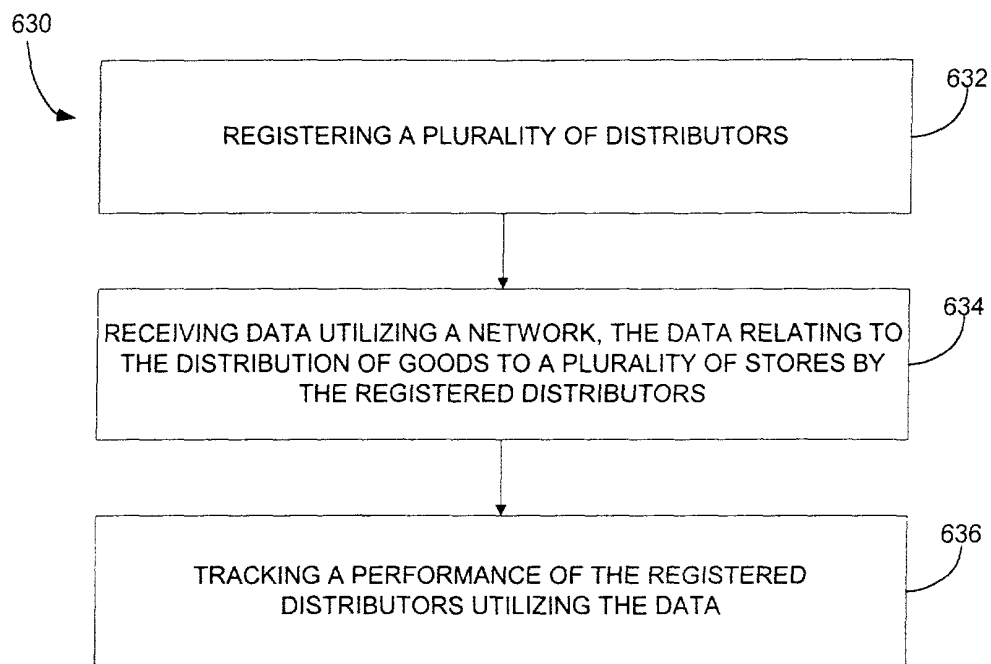 630
632
REGISTERING A PLURALITY OF DISTRIBUTORS
634
RECEIVING DATA UTILIZING A NETWORK, THE DATA RELATING TO
THE DISTRIBUTION OF GOODS TO A PLURALITY OF STORES BY
THE REGISTERED DISTRIBUTORS
636
TRACKING A PERFORMANCE OF THE REGISTERED
DISTRIBUTORS UTILIZING THE DATA